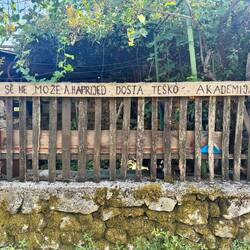 SE NE MOŽE A NAPRIJED DOSTA TEŠKO AKADEMIJA